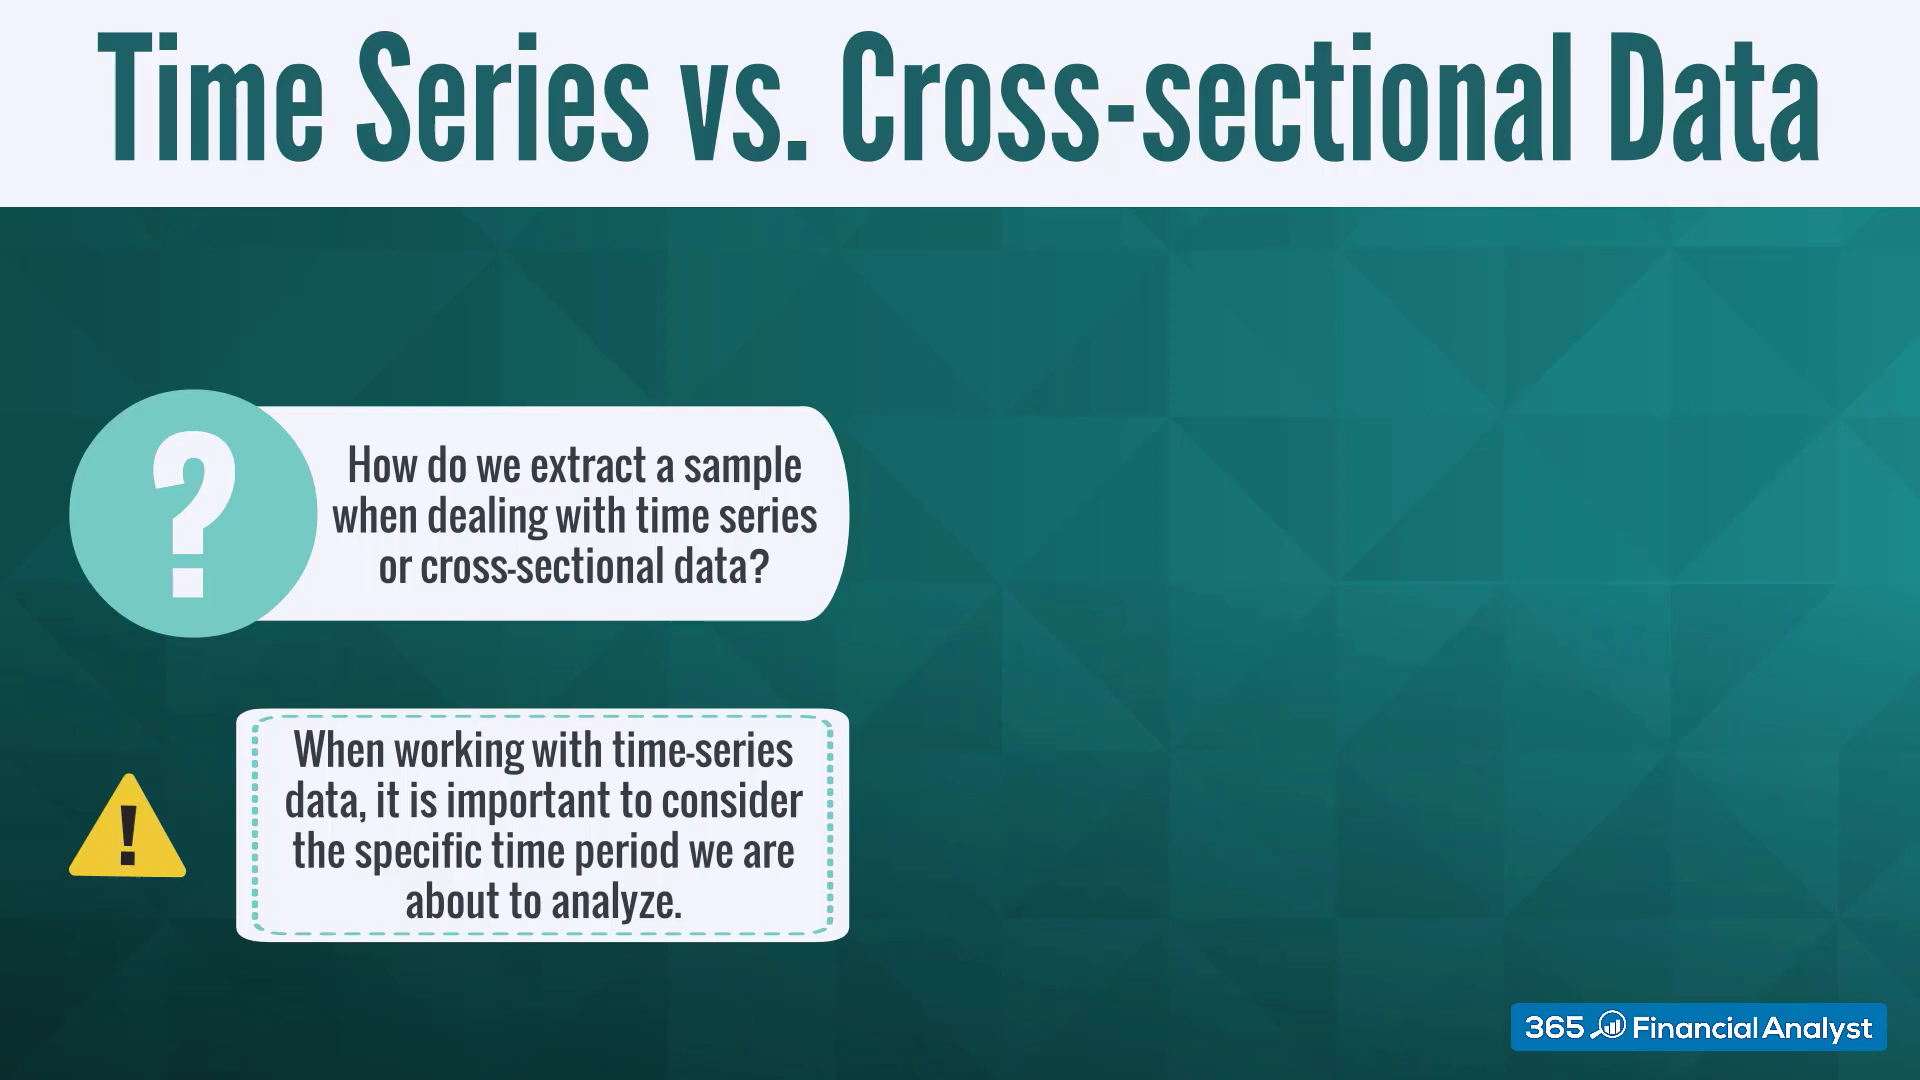 Time Series vs. Cross-sectional Data
?
How do we extract a sample
when dealing with time series
or cross-sectional data?
!
When working with time-series
data, it is important to consider
the specific time period we are
about to analyze.
365 Financial Analyst